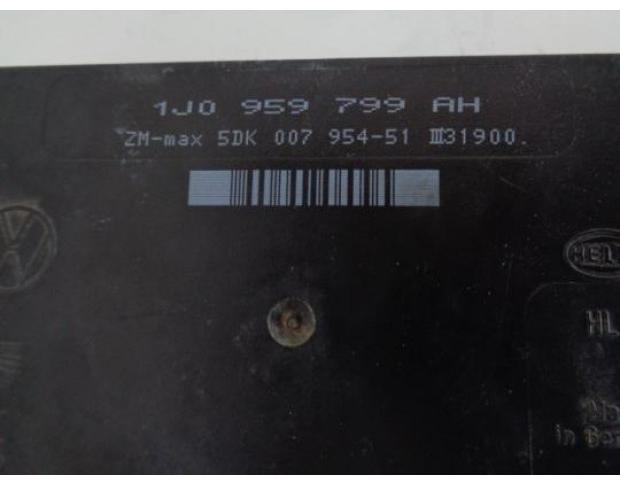 1J0 959 799 AH
ZM-max 5DK 007 954-51 III31900.
HL
in Ger